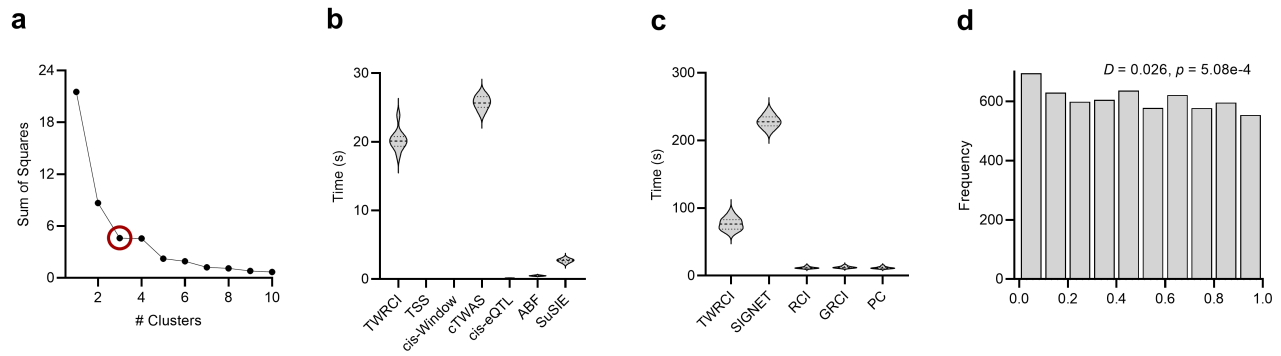 a
24
18
12
6
0
Sum of Squares
2
4
6
8
10
# Clusters
b
30
20
10
0
Time (s)
TWRCI
TSS
cis-Window
cTWAS
cis-eQTL
ABF
SuSIE
c
300
200
100
0
Time (s)
TWRCI
SIGNET
RCI
GRCI
PC
d
D = 0.026, p = 5.08e-4
600
400
200
0
Frequency
0.0
0.2
0.4
0.6
0.8
1.0